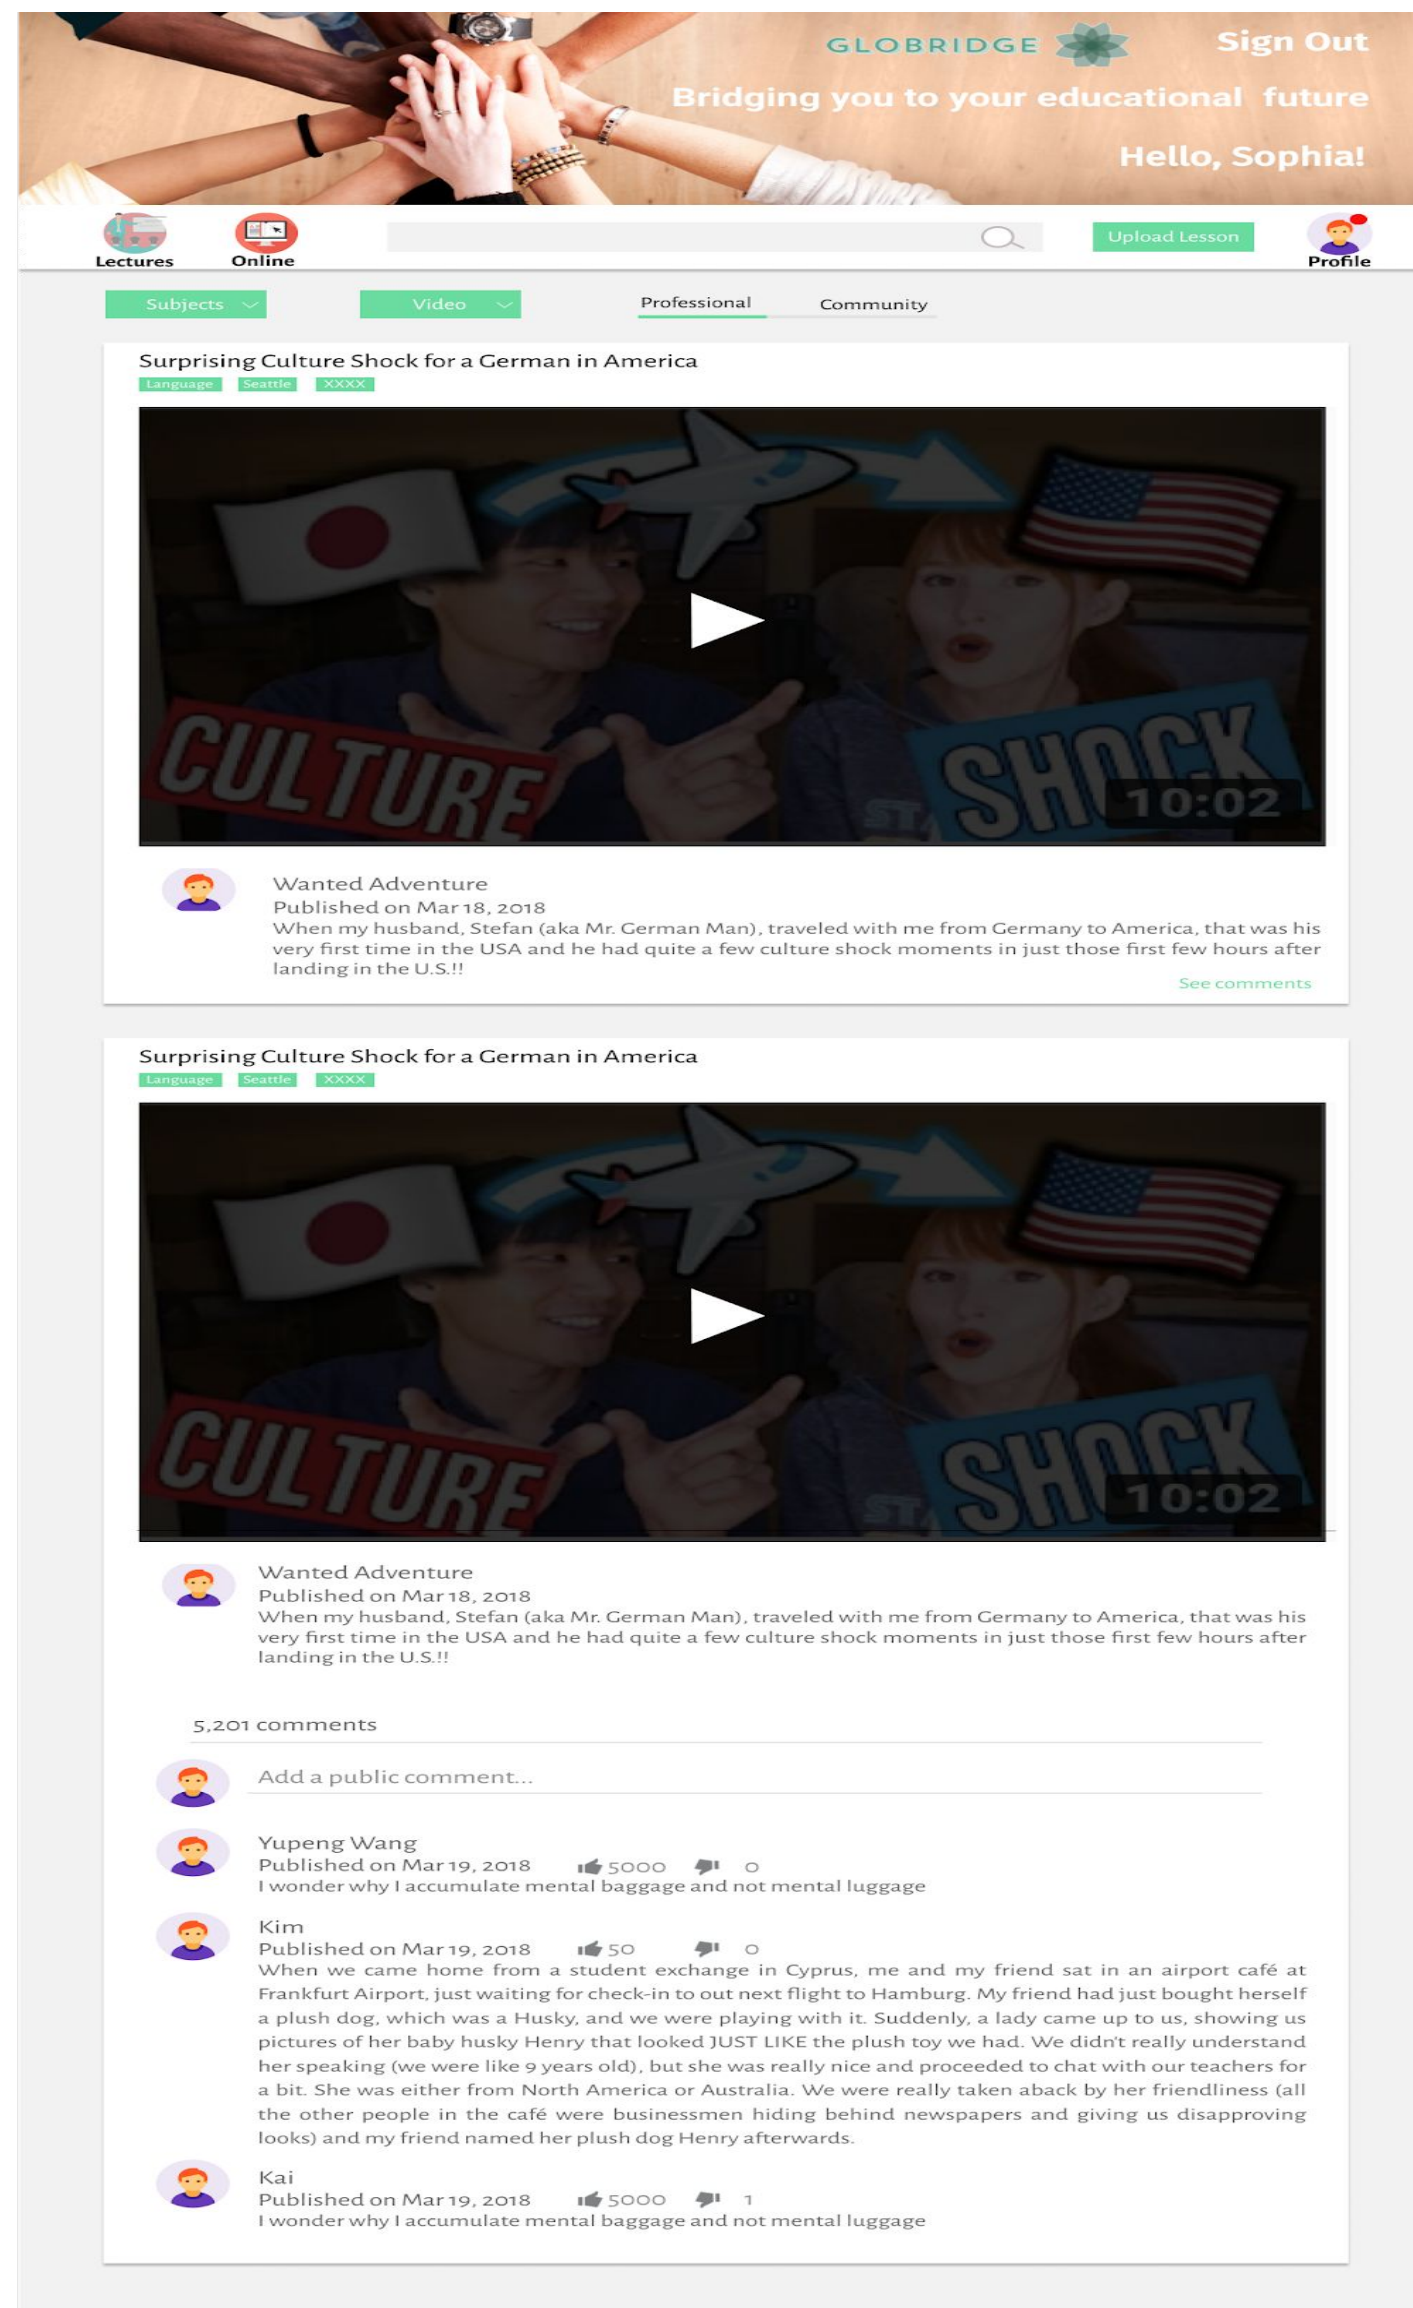 GLOBRIDGE
Sign Out
Bridging you to your educational future
Hello, Sophia!
Lectures
Online
Upload Lesson
Profile
Subjects
Video
Professional
Community
Surprising Culture Shock for a German in America
Language Seattle XXXX
CULTURE
SHOCK
ST
10:02
Wanted Adventure
Published on Mar 18, 2018
When my husband, Stefan (aka Mr. German Man), traveled with me from Germany to America, that was his
very first time in the USA and he had quite a few culture shock moments in just those first few hours after
landing in the U.S.!!
See comments
Surprising Culture Shock for a German in America
Language Seattle XXXX
CULTURE
SHOCK
ST
10:02
Wanted Adventure
Published on Mar 18, 2018
When my husband, Stefan (aka Mr. German Man), traveled with me from Germany to America, that was his
very first time in the USA and he had quite a few culture shock moments in just those first few hours after
landing in the U.S.!!
5,201 comments
Add a public comment...
Yupeng Wang
Published on Mar 19, 2018 5000 0
I wonder why I accumulate mental baggage and not mental luggage
Kim
Published on Mar 19, 2018 50 0
When we came home from a student exchange in Cyprus, me and my friend sat in an airport café at
Frankfurt Airport, just waiting for check-in to out next flight to Hamburg. My friend had just bought herself
a plush dog, which was a Husky, and we were playing with it. Suddenly, a lady came up to us, showing us
pictures of her baby husky Henry that looked JUST LIKE the plush toy we had. We didn't really understand
her speaking (we were like 9 years old), but she was really nice and proceeded to chat with our teachers for
a bit. She was either from North America or Australia. We were really taken aback by her friendliness (all
the other people in the café were businessmen hiding behind newspapers and giving us disapproving
looks) and my friend named her plush dog Henry afterwards.
Kai
Published on Mar 19, 2018 5000 1
I wonder why I accumulate mental baggage and not mental luggage